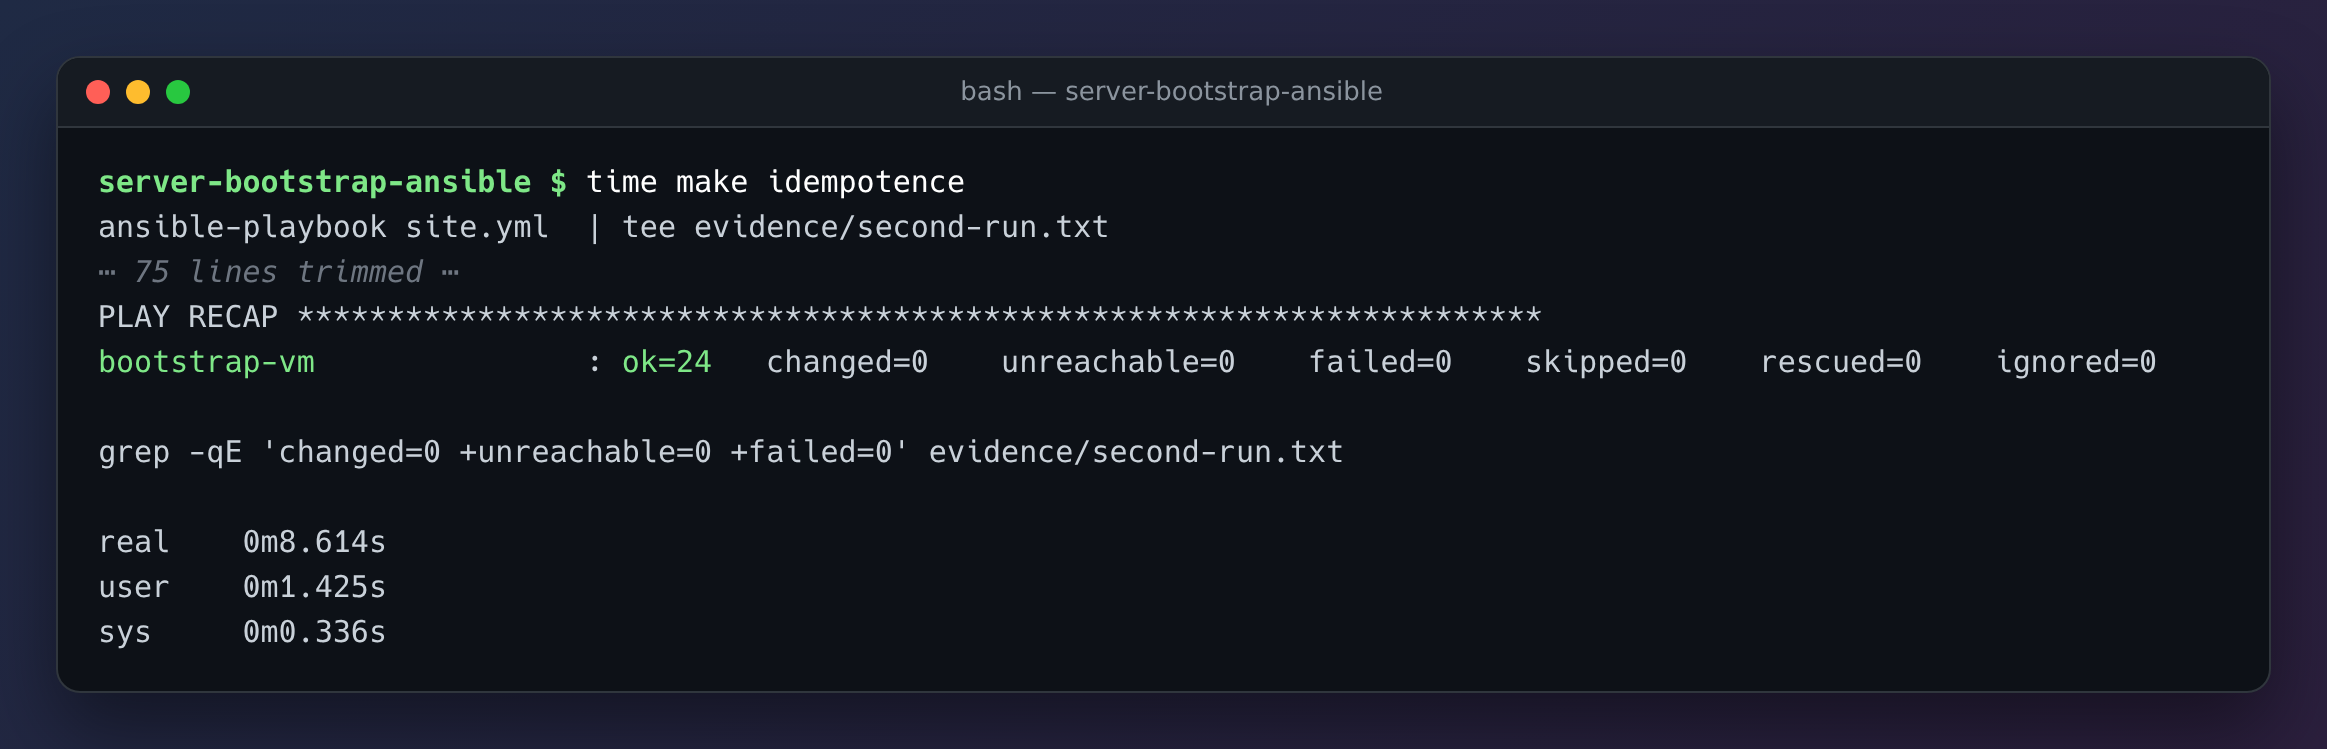 bash — server-bootstrap-ansible
server-bootstrap-ansible $ time make idempotence
ansible-playbook site.yml  | tee evidence/second-run.txt
⋯ 75 lines trimmed ⋯
PLAY RECAP *********************************************************************
bootstrap-vm               : ok=24   changed=0    unreachable=0    failed=0    skipped=0    rescued=0    ignored=0
grep -qE 'changed=0 +unreachable=0 +failed=0' evidence/second-run.txt
real    0m8.614s
user    0m1.425s
sys     0m0.336s